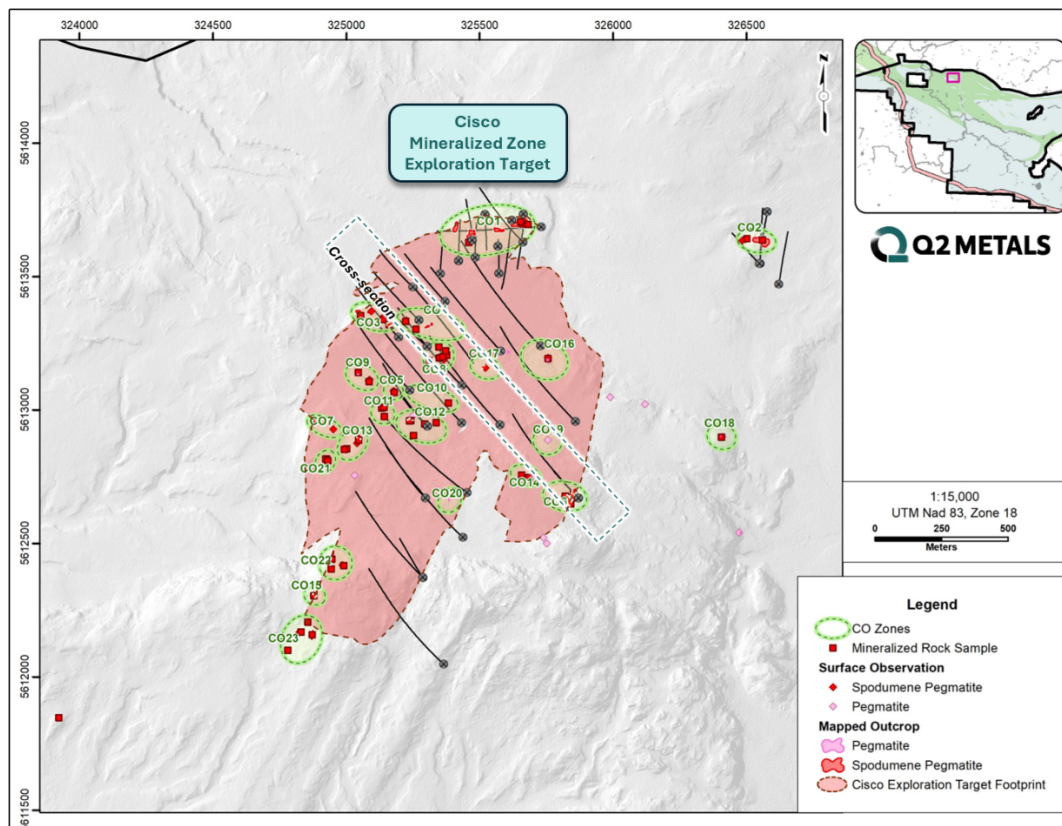 324000
324500
325000
325500
326000
326500
5614000
5613500
5613000
5612500
5612000
5611500
Cisco
Mineralized Zone
Exploration Target
Cross-section
CO1
CO2
CO3
CO16
CO17
CO8
CO9
CO5
CO10
CO11
CO12
CO7
CO13
CO18
CO21
CO14
CO20
CO22
CO15
CO23
N
Q2 METALS
1:15,000
UTM Nad 83, Zone 18
0 250 500
Meters
Legend
CO Zones
Mineralized Rock Sample
Surface Observation
Spodumene Pegmatite
Pegmatite
Mapped Outcrop
Pegmatite
Spodumene Pegmatite
Cisco Exploration Target Footprint